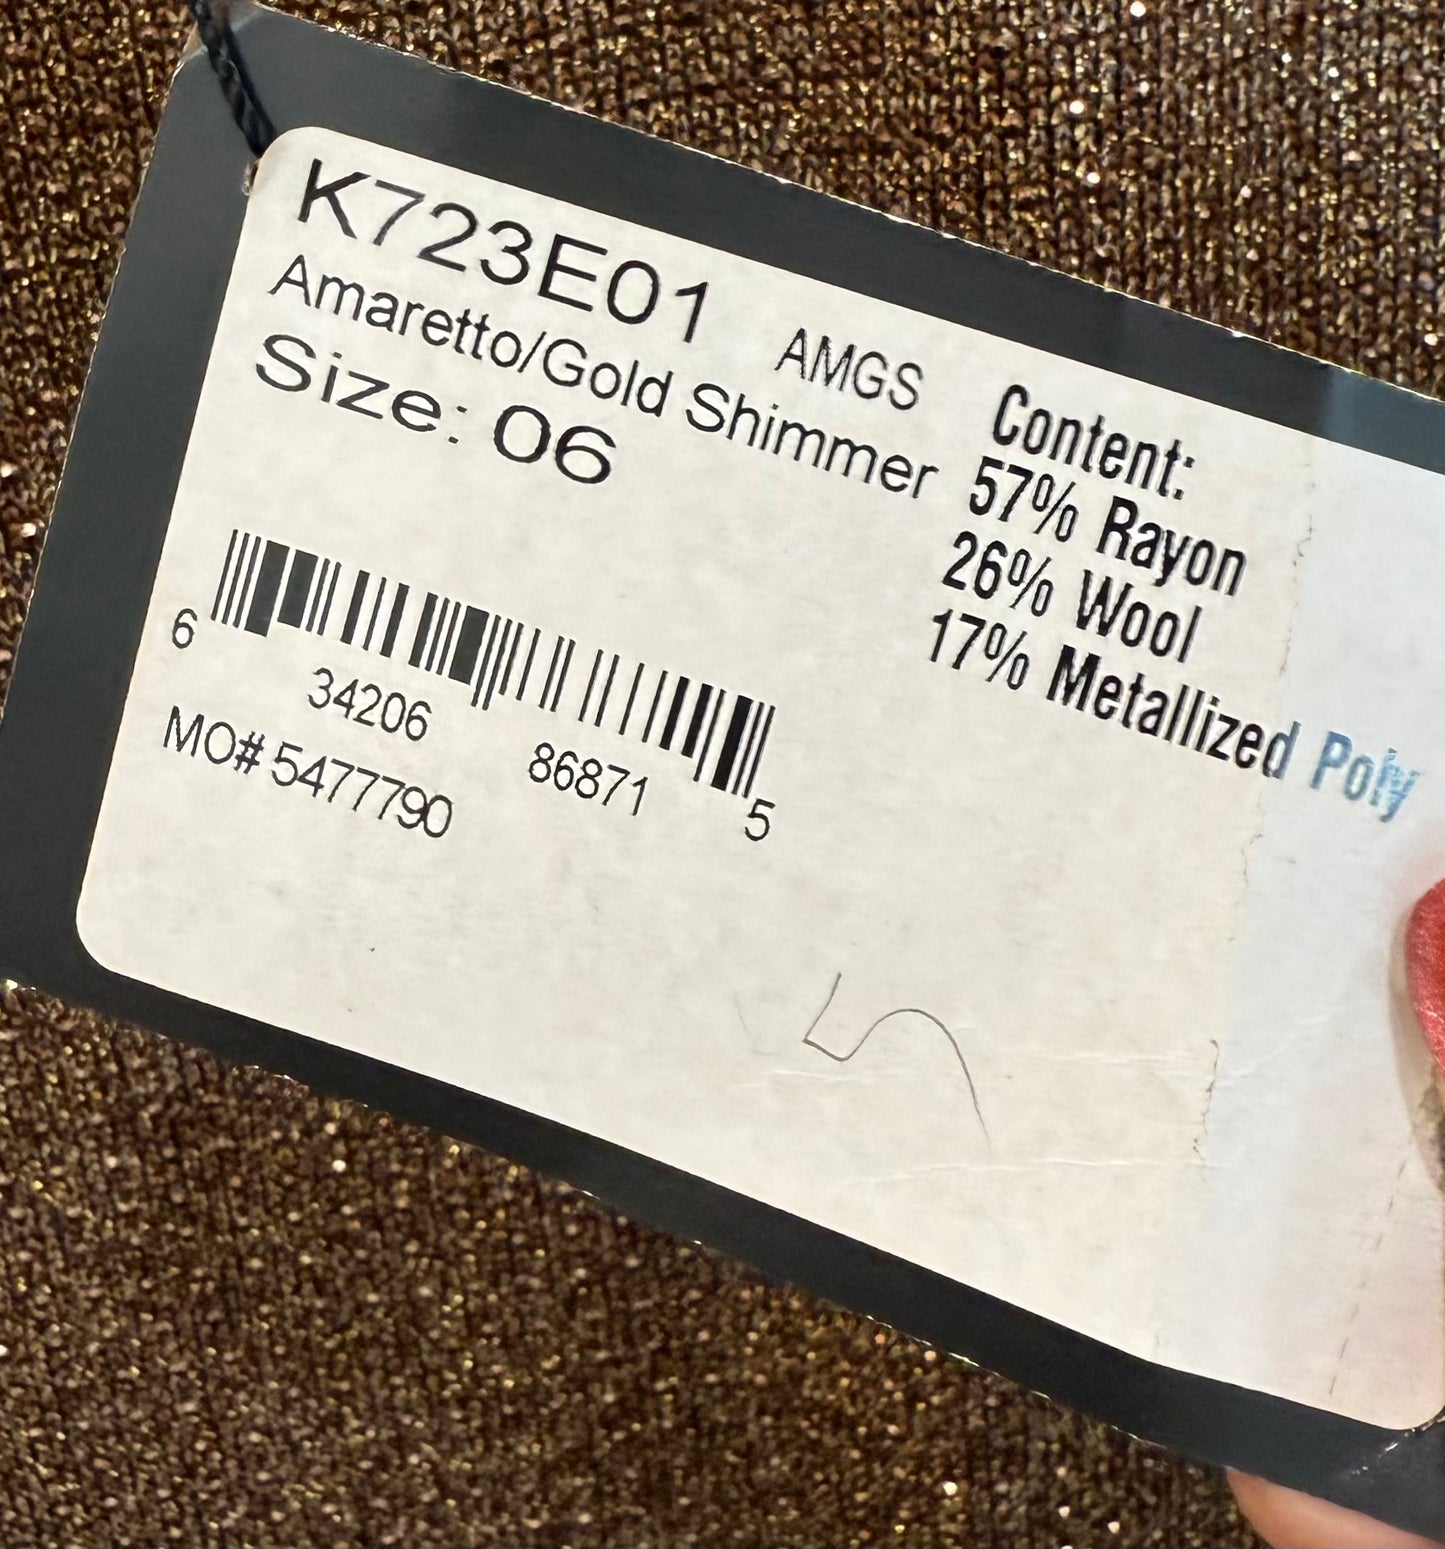 K723E01 AMGS
Amaretto/Gold Shimmer
Size: 06
Content:
57% Rayon
26% Wool
17% Metallized Poly
6 34206 86871 5
MO# 5477790
5